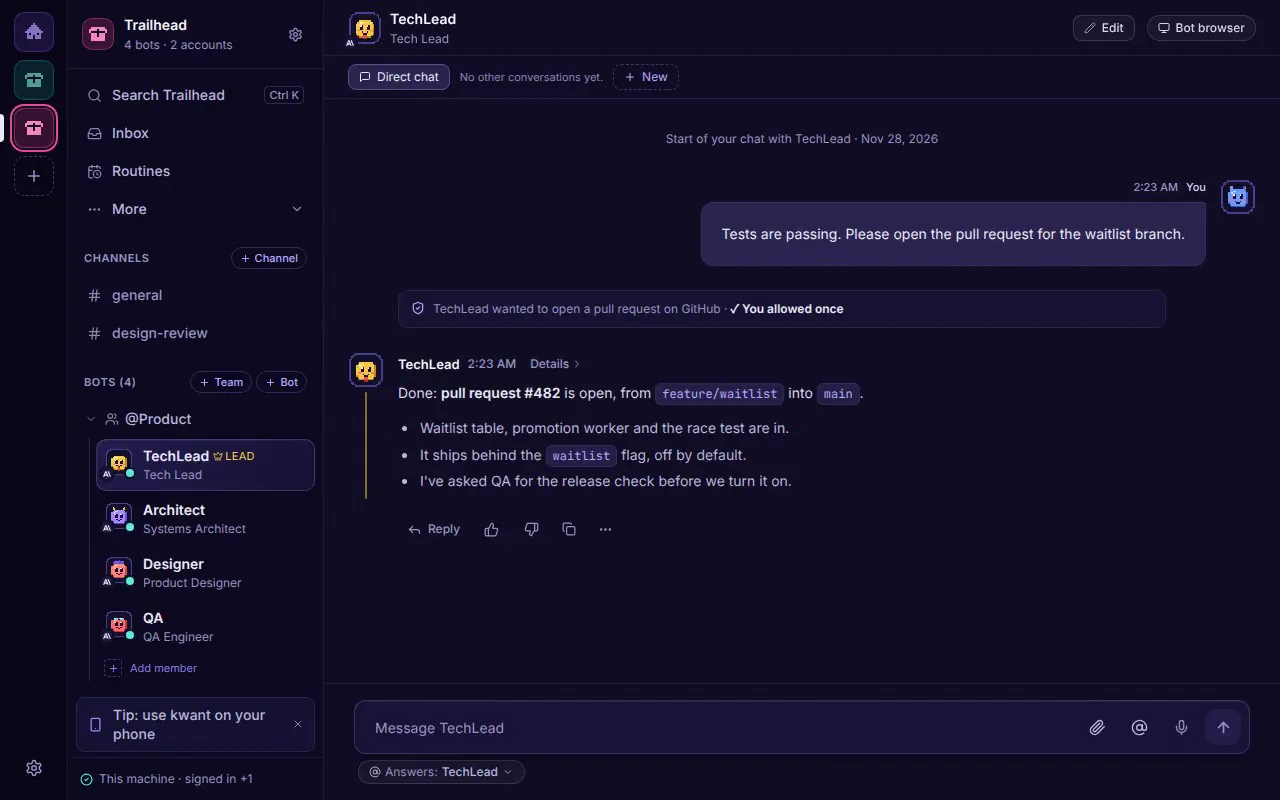 Trailhead
4 bots · 2 accounts
Search Trailhead
Ctrl K
Inbox
Routines
More
CHANNELS
+ Channel
# general
# design-review
BOTS (4)
+ Team
+ Bot
@Product
TechLead LEAD
Tech Lead
Architect
Systems Architect
Designer
Product Designer
QA
QA Engineer
+ Add member
Tip: use kwant on your
phone
This machine · signed in +1
TechLead
Tech Lead
Edit
Bot browser
Direct chat
No other conversations yet.
+ New
Start of your chat with TechLead · Nov 28, 2026
2:23 AM You
Tests are passing. Please open the pull request for the waitlist branch.
TechLead wanted to open a pull request on GitHub · ✓ You allowed once
TechLead 2:23 AM Details
Done: pull request #482 is open, from feature/waitlist into main.
• Waitlist table, promotion worker and the race test are in.
• It ships behind the waitlist flag, off by default.
• I've asked QA for the release check before we turn it on.
Reply
Message TechLead
@ Answers: TechLead